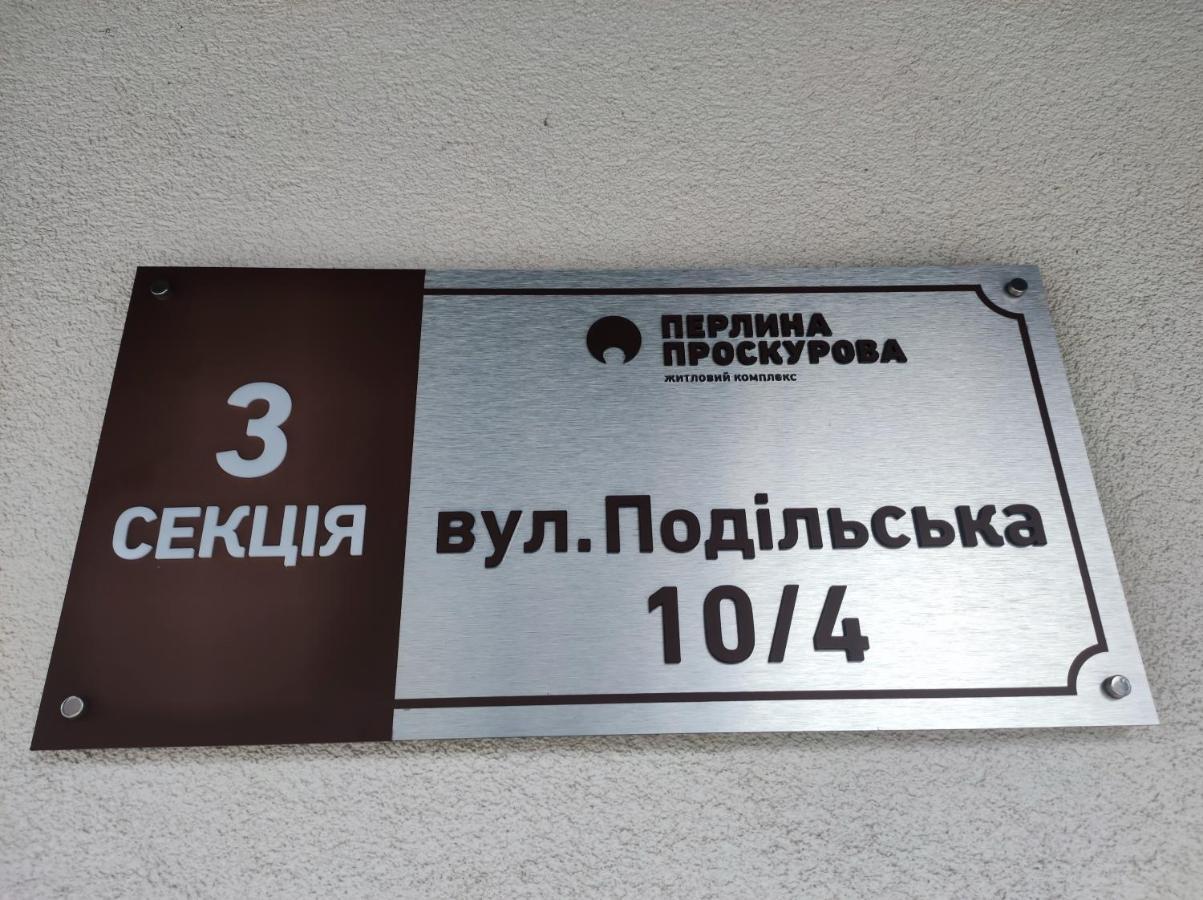 3
СЕКЦІЯ
ПЕРЛИНА
ПРОСКУРОВА
ЖИТЛОВИЙ КОМПЛЕКС
вул.Подільська
10/4